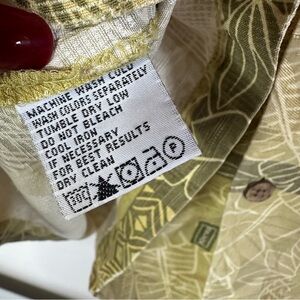 MACHINE WASH COLD
WASH COLORS SEPARATELY
TUMBLE DRY LOW
DO NOT BLEACH
COOL IRON
IF NECESSARY
FOR BEST RESULTS
DRY CLEAN
30C P